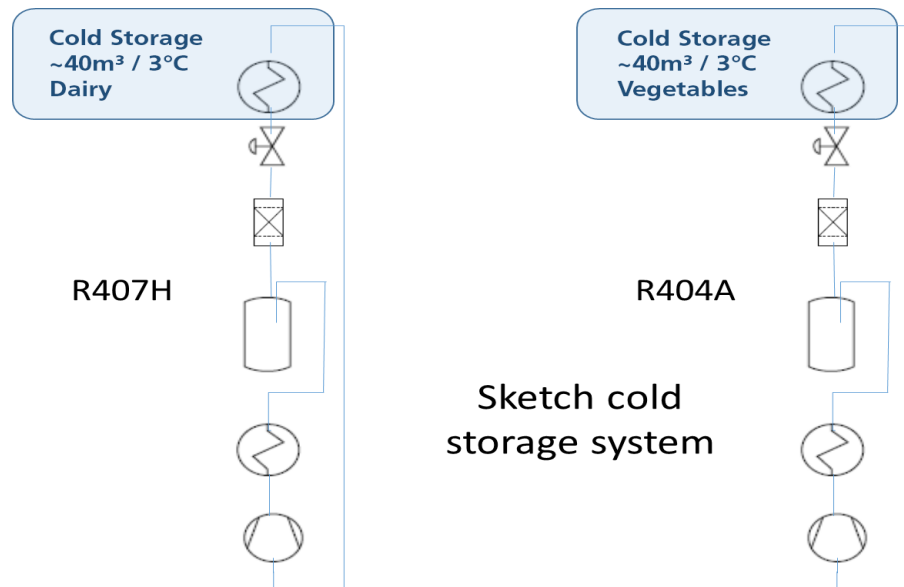 Cold Storage
~40m³ / 3°C
Dairy
Cold Storage
~40m³ / 3°C
Vegetables
R407H
R404A
Sketch cold
storage system